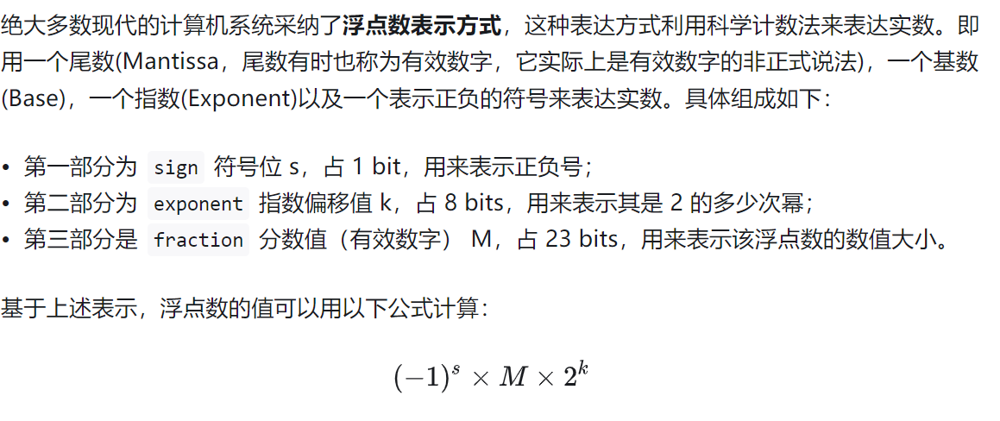 绝大多数现代的计算机系统采纳了浮点数表示方式，这种表达方式利用科学计数法来表达实数。即
用一个尾数(Mantissa，尾数有时也称为有效数字，它实际上是有效数字的非正式说法)，一个基数
(Base)，一个指数(Exponent)以及一个表示正负的符号来表达实数。具体组成如下：
• 第一部分为 sign 符号位 s，占 1 bit，用来表示正负号；
• 第二部分为 exponent 指数偏移值 k，占 8 bits，用来表示其是 2 的多少次幂；
• 第三部分是 fraction 分数值（有效数字） M，占 23 bits，用来表示该浮点数的数值大小。
基于上述表示，浮点数的值可以用以下公式计算：
(−1)^s × M × 2^k